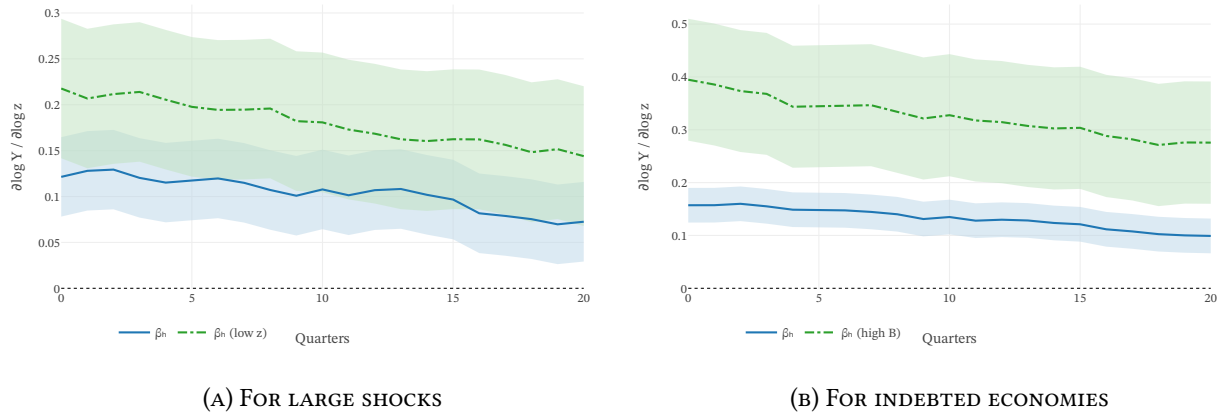 0.3
0.25
0.2
0.15
0.1
0.05
0
∂log Y / ∂log z
0 5 10 15 20
βₕ βₕ (low z) Quarters
(A) For large shocks
0.5
0.4
0.3
0.2
0.1
0
∂log Y / ∂log z
0 5 10 15 20
βₕ βₕ (high B) Quarters
(B) For indebted economies